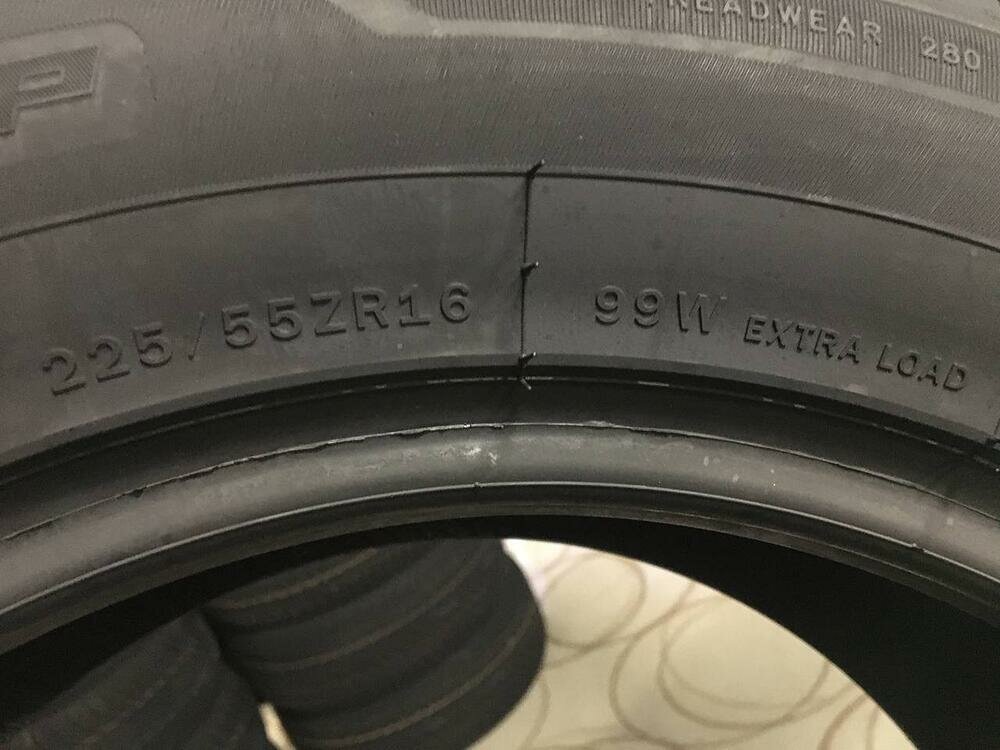 TREADWEAR 280
P
225/55ZR16 99W EXTRA LOAD